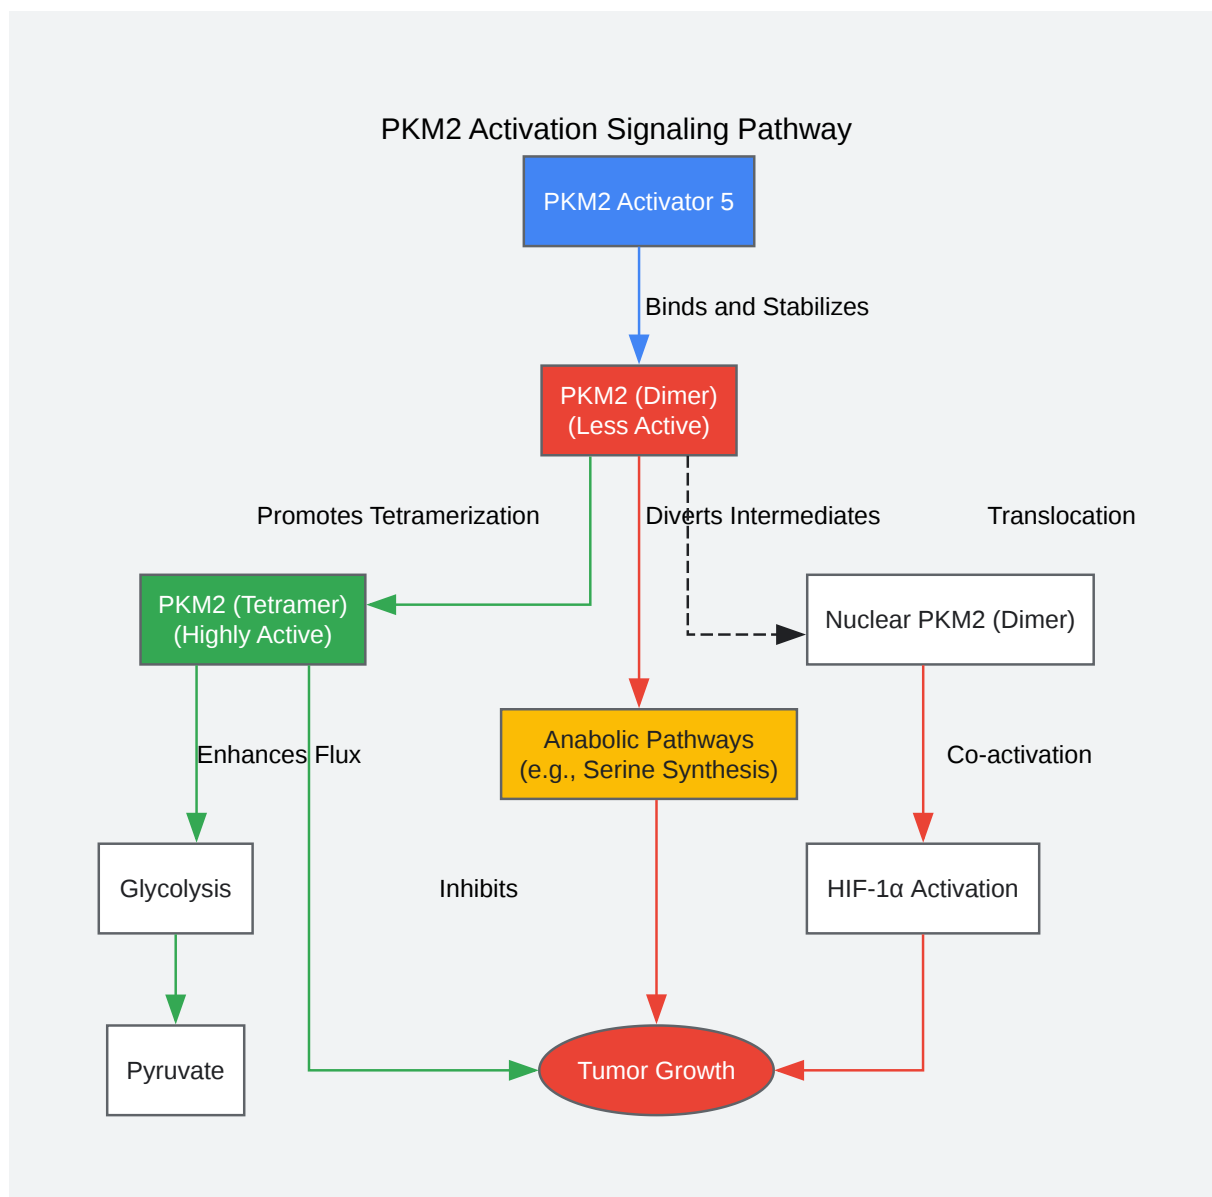 PKM2 Activation Signaling Pathway
PKM2 Activator 5
Binds and Stabilizes
PKM2 (Dimer)
(Less Active)
Promotes Tetramerization
Diverts Intermediates
Translocation
PKM2 (Tetramer)
(Highly Active)
Nuclear PKM2 (Dimer)
Enhances Flux
Anabolic Pathways
(e.g., Serine Synthesis)
Co-activation
Glycolysis
Inhibits
HIF-1α Activation
Pyruvate
Tumor Growth